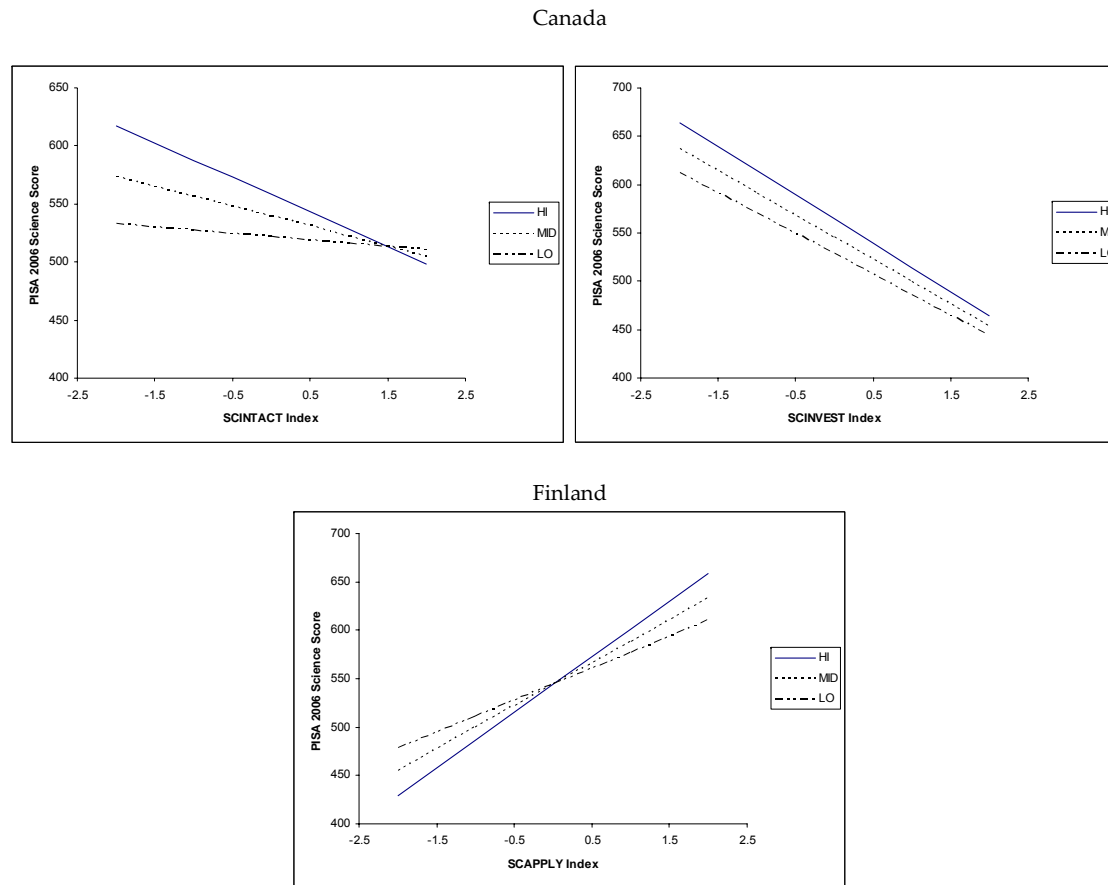 Canada
650
600
550
500
450
400
PISA 2006 Science Score
-2.5 -1.5 -0.5 0.5 1.5 2.5
SCINTACT Index
HI
MID
LO
700
650
600
550
500
450
400
PISA 2006 Science Score
-2.5 -1.5 -0.5 0.5 1.5 2.5
SCINVEST Index
Finland
700
650
600
550
500
450
400
PISA 2006 Science Score
-2.5 -1.5 -0.5 0.5 1.5 2.5
SCAPPLY Index
HI
MID
LO